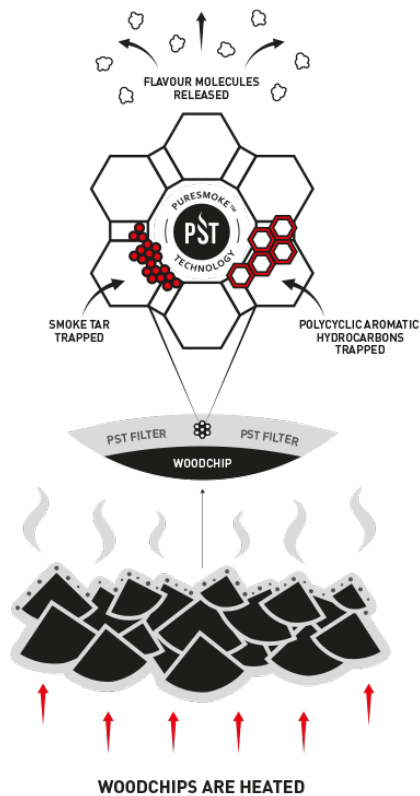 FLAVOUR MOLECULES
RELEASED
PURESMOKE™
PST
TECHNOLOGY
SMOKE TAR
TRAPPED
POLYCYCLIC AROMATIC
HYDROCARBONS
TRAPPED
PST FILTER PST FILTER
WOODCHIP
WOODCHIPS ARE HEATED